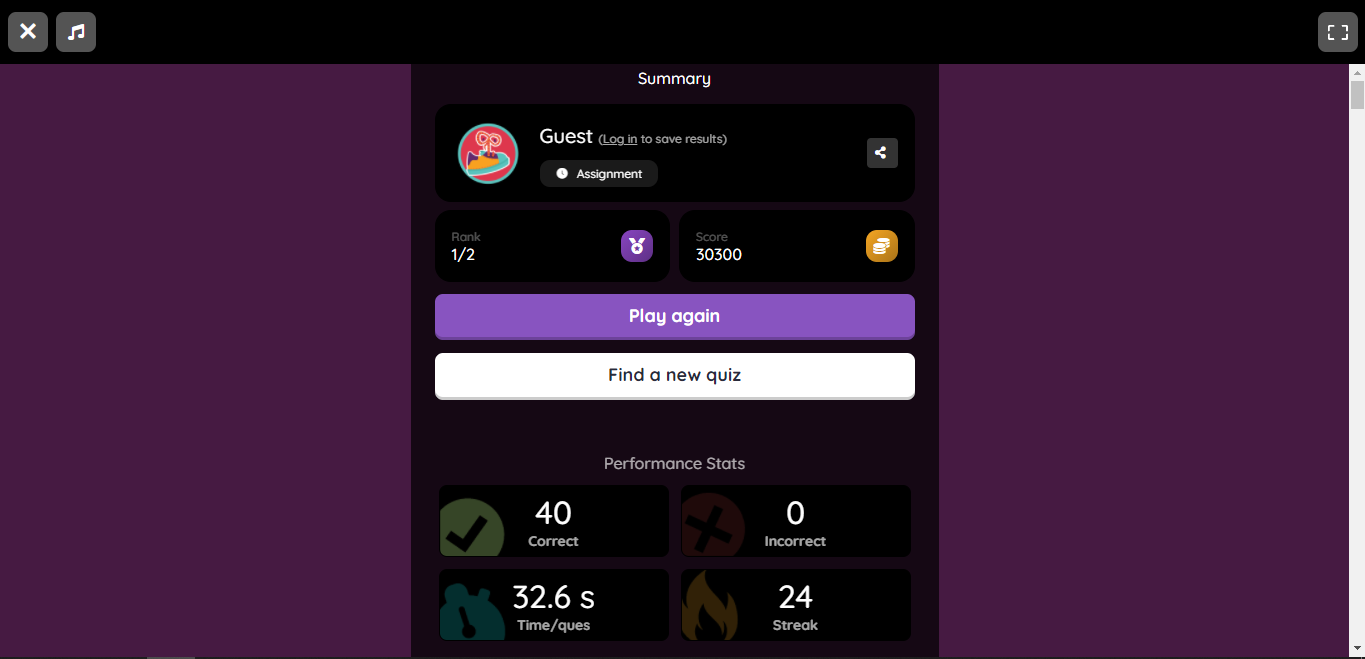 Summary
Guest (Log in to save results)
Assignment
Rank
1/2
Score
30300
Play again
Find a new quiz
Performance Stats
40
Correct
0
Incorrect
32.6 s
Time/ques
24
Streak